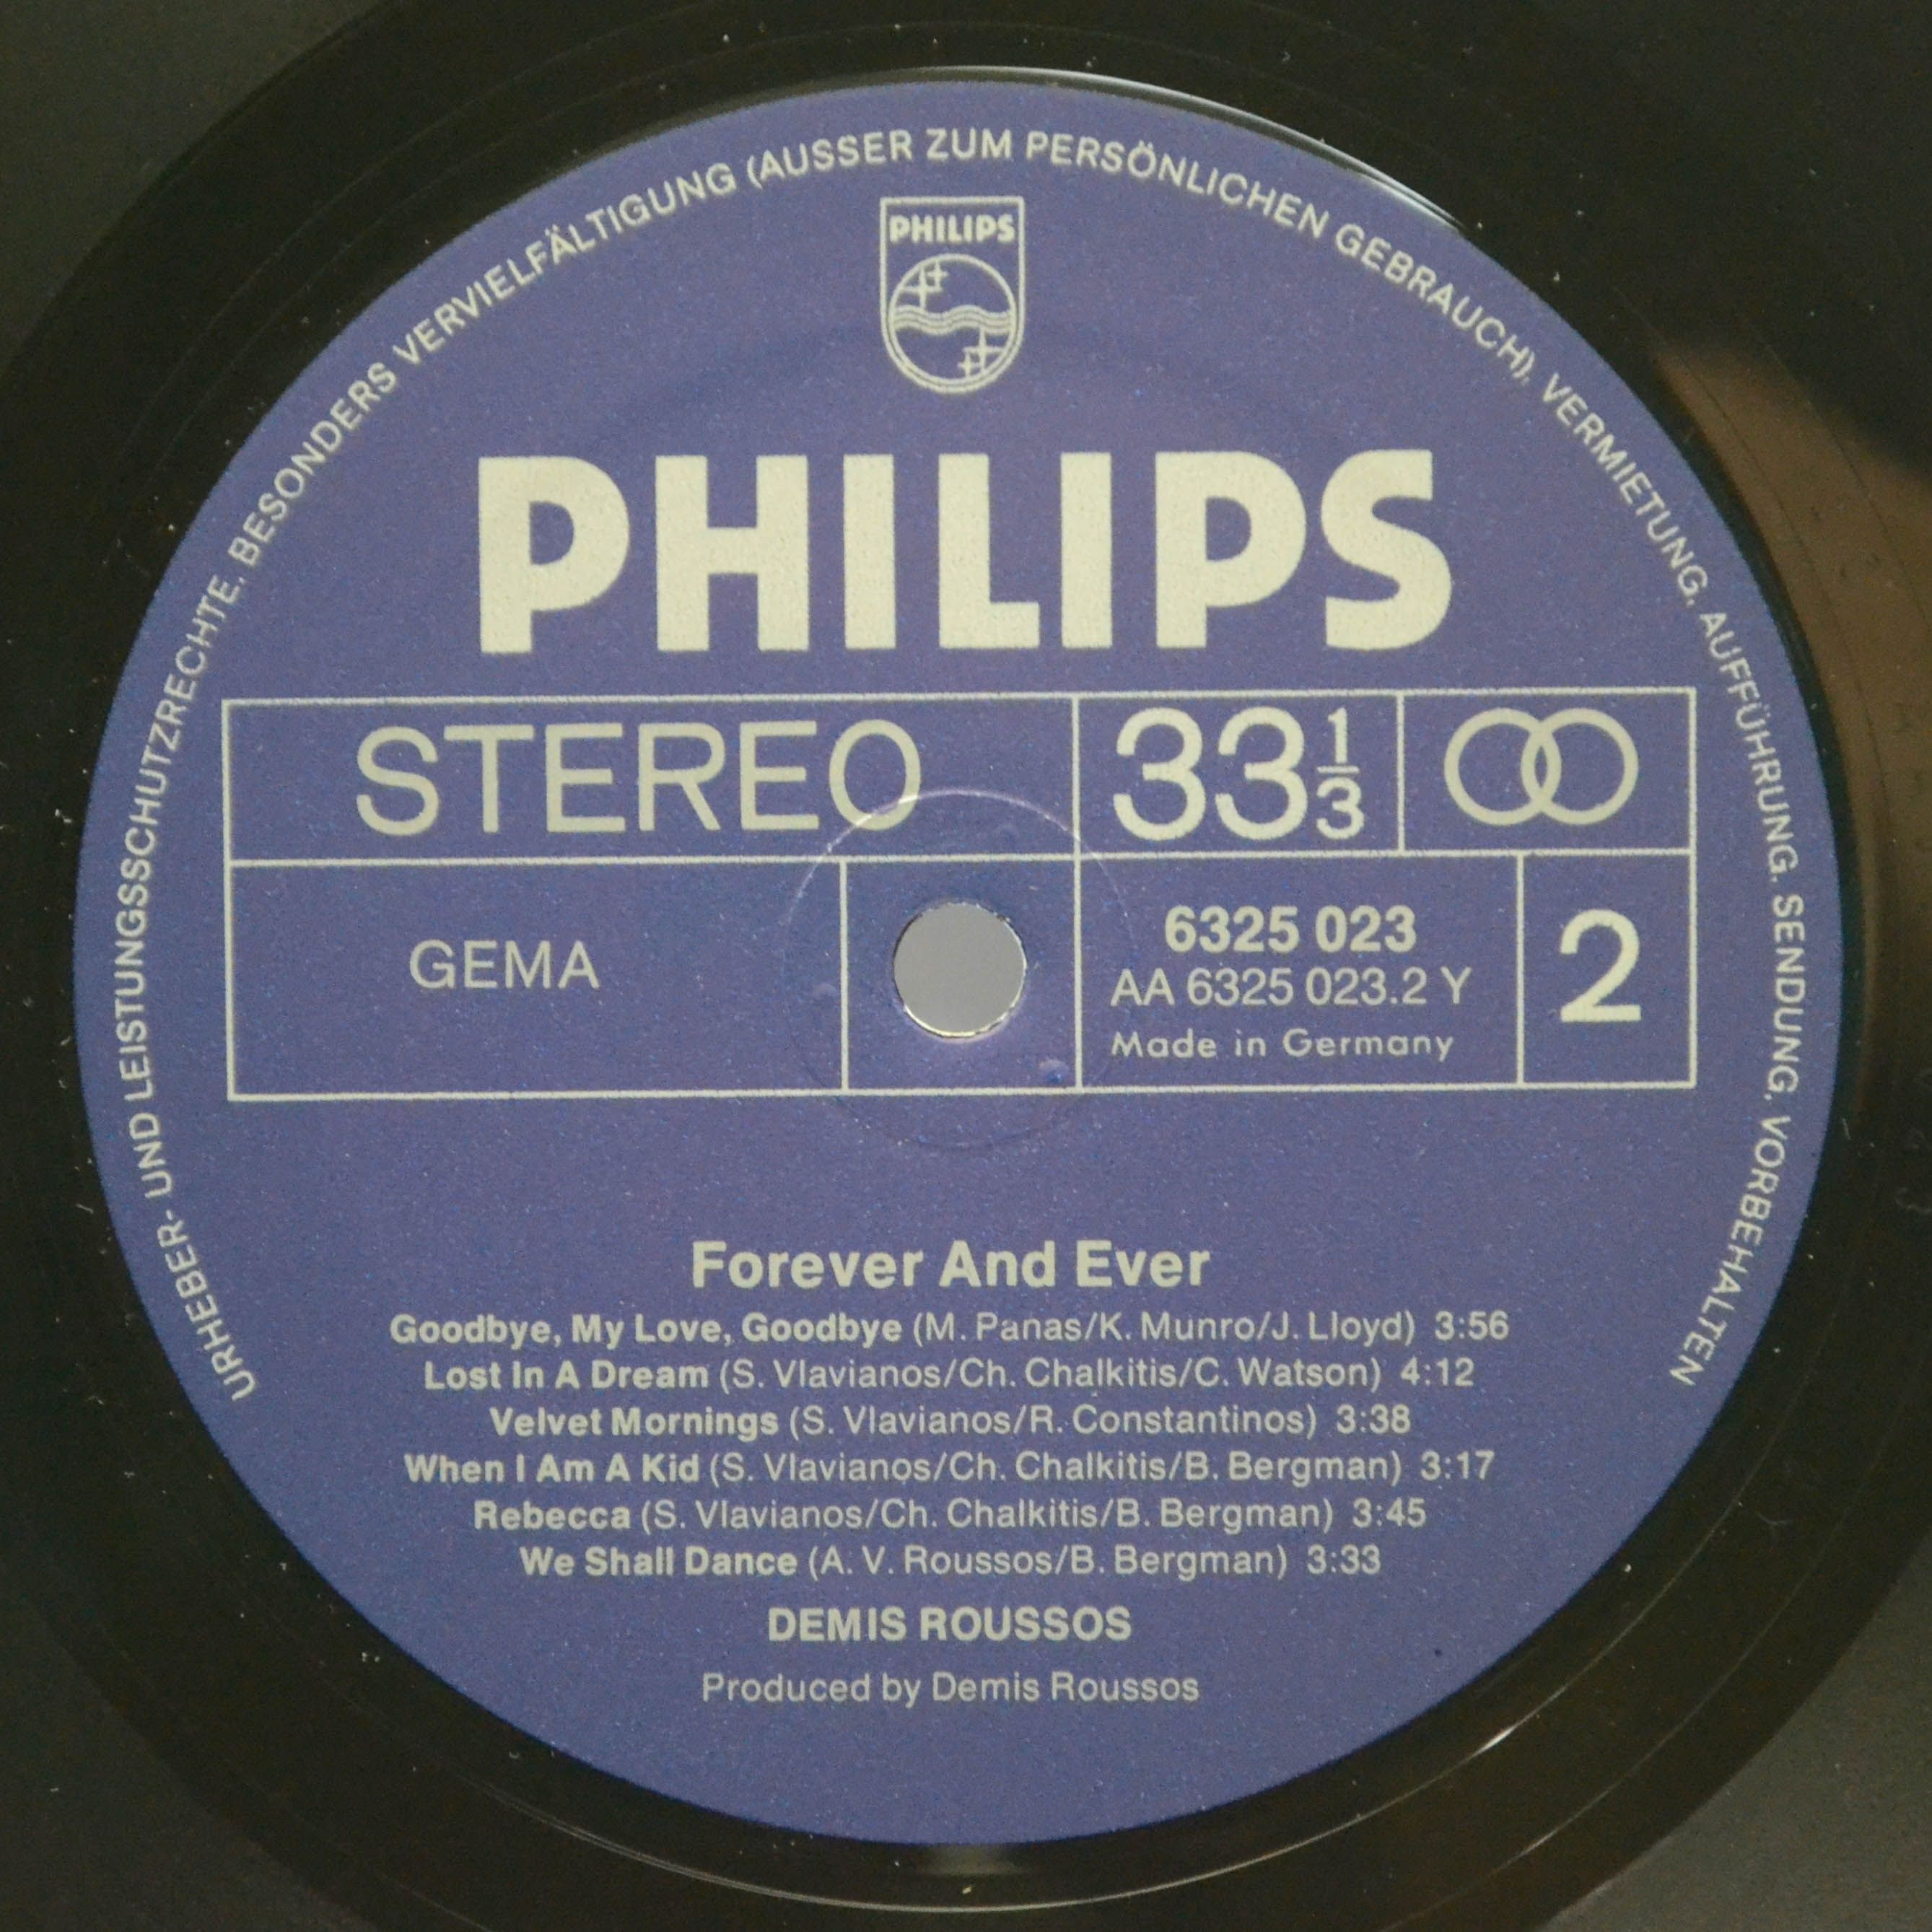 URHEBER- UND LEISTUNGSSCHUTZRECHTE, BESONDERS VERVIELFÄLTIGUNG (AUSSER ZUM PERSÖNLICHEN GEBRAUCH), VERMIETUNG, AUFFÜHRUNG, SENDUNG, VORBEHALTEN
PHILIPS
PHILIPS
STEREO 33 1/3
GEMA
6325 023
AA 6325 023.2 Y
Made in Germany
2
Forever And Ever
Goodbye, My Love, Goodbye (M. Panas/K. Munro/J. Lloyd) 3:56
Lost In A Dream (S. Vlavianos/Ch. Chalkitis/C. Watson) 4:12
Velvet Mornings (S. Vlavianos/R. Constantinos) 3:38
When I Am A Kid (S. Vlavianos/Ch. Chalkitis/B. Bergman) 3:17
Rebecca (S. Vlavianos/Ch. Chalkitis/B. Bergman) 3:45
We Shall Dance (A. V. Roussos/B. Bergman) 3:33
DEMIS ROUSSOS
Produced by Demis Roussos